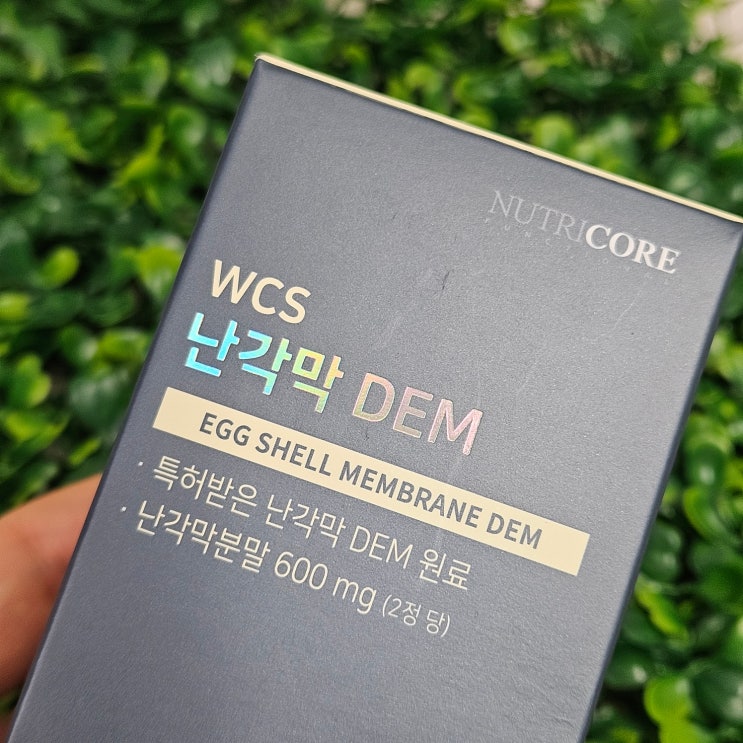 NUTRICORE
WCS
난각막 DEM
EGG SHELL MEMBRANE DEM
· 특허받은 난각막 DEM 원료
· 난각막분말 600 mg (2정 당)